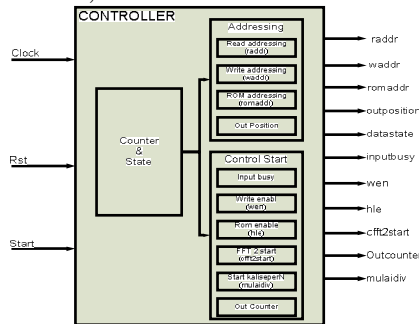 CONTROLLER
Clock
Rst
Start
Counter
&
State
Addressing
Read addressing
(raddr)
Write addressing
(waddr)
ROM addressing
(romaddr)
Out Position
Control Start
Input busy
Write enabl
(wen)
Rom enable
(hle)
FFT 2 start
(cfft2start)
Start kaliseperN
(mulaidiv)
Out Counter
raddr
waddr
romaddr
outposition
datastate
inputbusy
wen
hle
cfft2start
Outcounter
mulaidiv